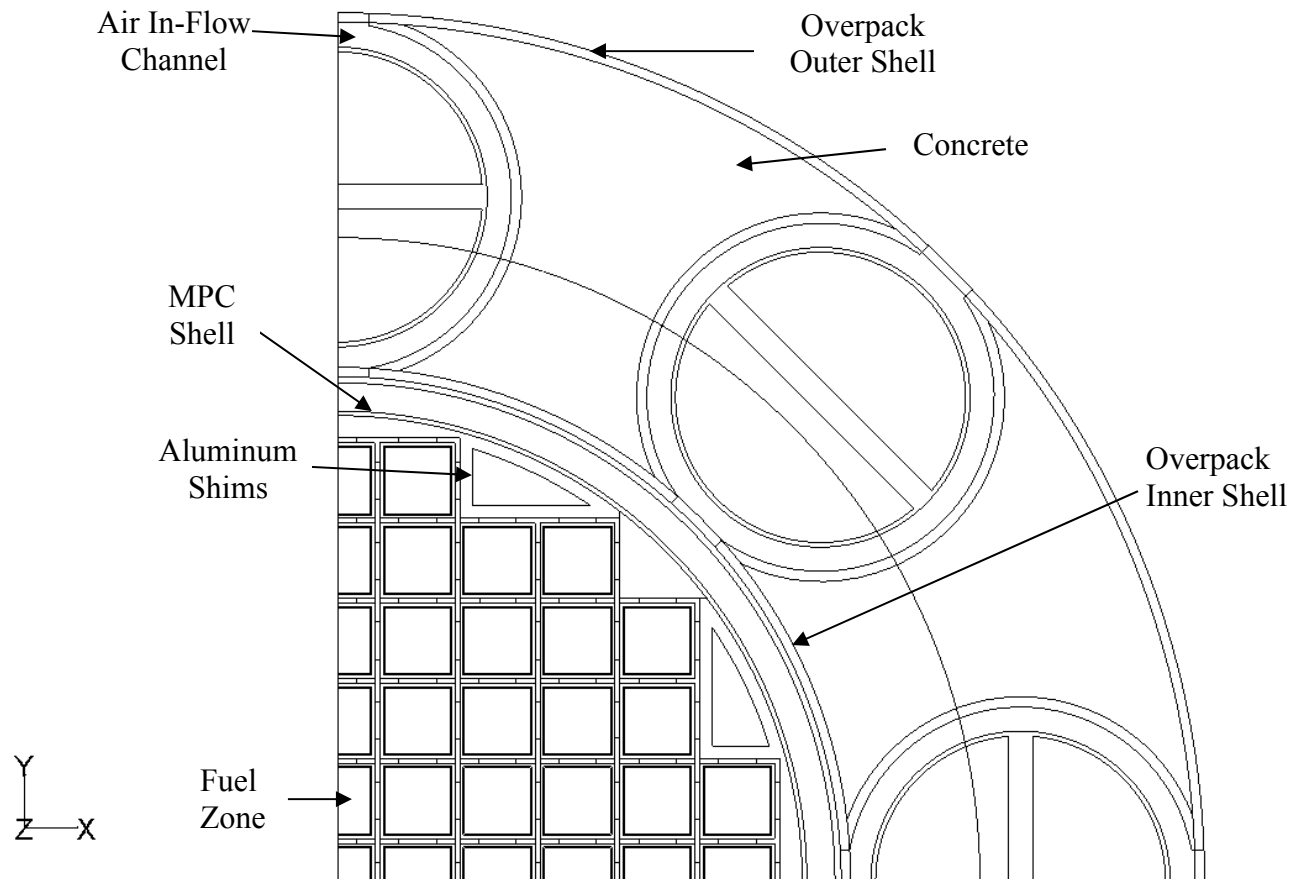 Air In-Flow
Channel
Overpack
Outer Shell
Concrete
MPC
Shell
Aluminum
Shims
Overpack
Inner Shell
Fuel
Zone
Y
Z
X